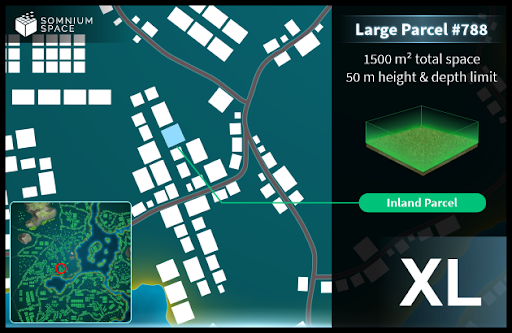 SOMNIUM
SPACE
Large Parcel #788
1500 m² total space
50 m height & depth limit
Inland Parcel
XL